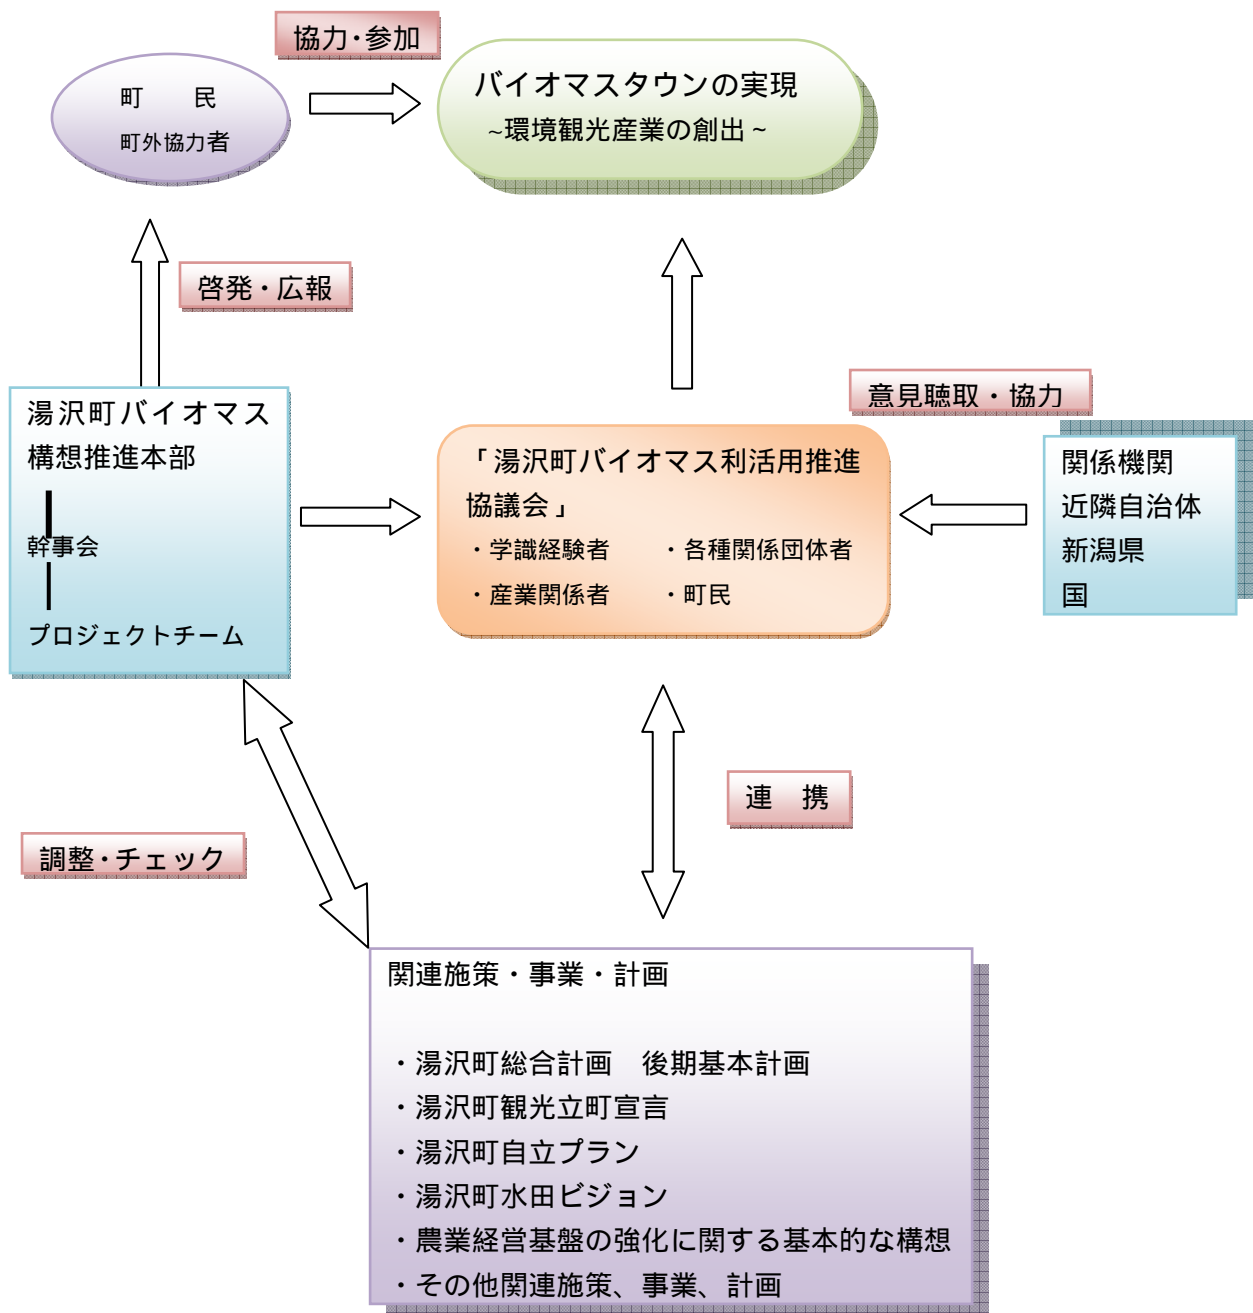 協力・参加
町　　民
町外協力者
バイオマスタウンの実現
~環境観光産業の創出~
啓発・広報
湯沢町バイオマス
構想推進本部
幹事会
プロジェクトチーム
「湯沢町バイオマス利活用推進
協議会」
・学識経験者　　・各種関係団体者
・産業関係者　　・町民
意見聴取・協力
関係機関
近隣自治体
新潟県
国
連　携
調整・チェック
関連施策・事業・計画
・湯沢町総合計画　後期基本計画
・湯沢町観光立町宣言
・湯沢町自立プラン
・湯沢町水田ビジョン
・農業経営基盤の強化に関する基本的な構想
・その他関連施策、事業、計画